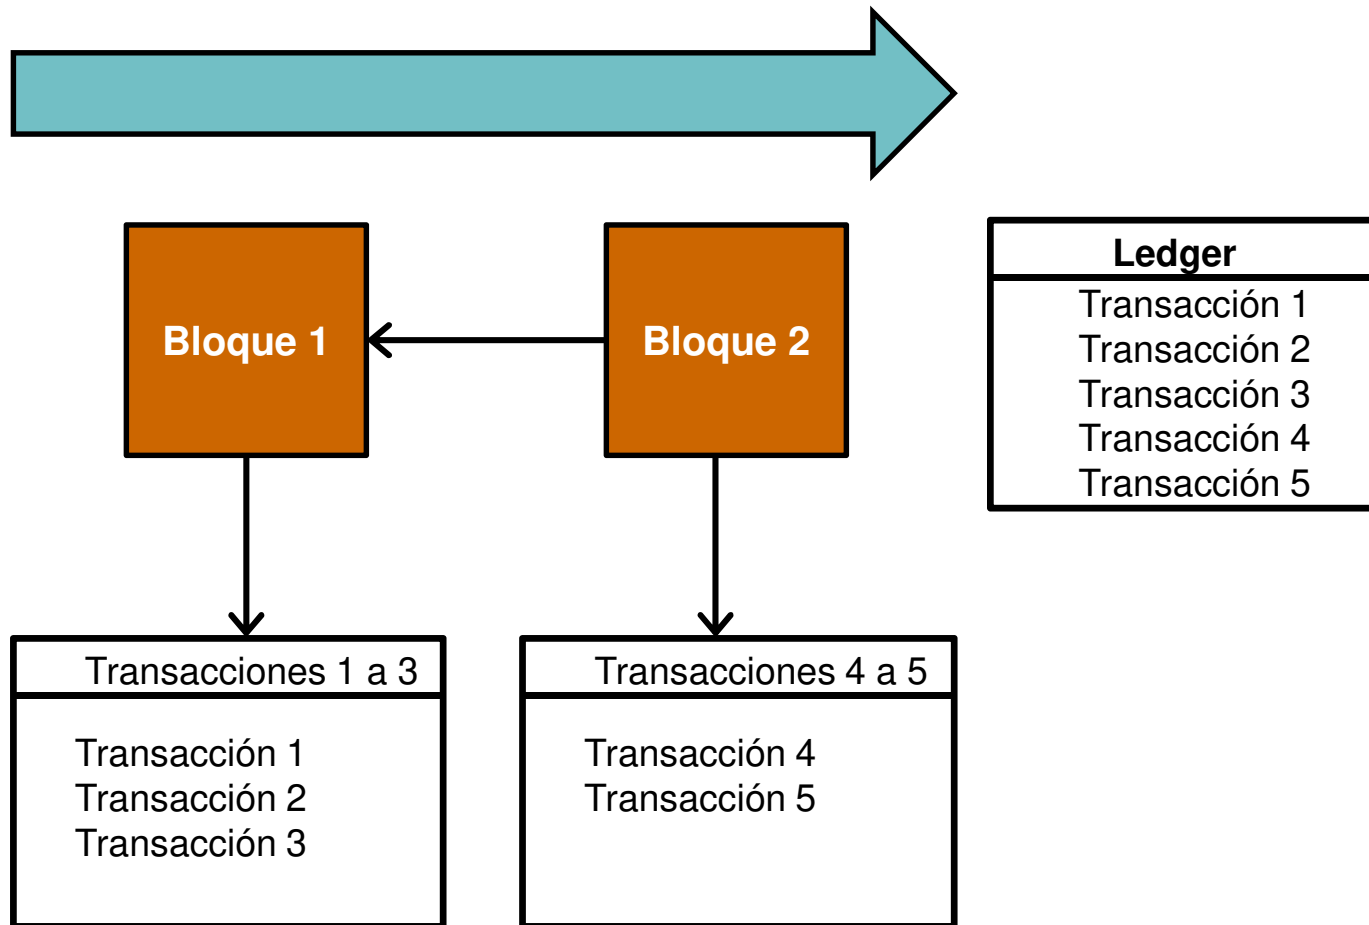 Bloque 1
Bloque 2
Ledger
Transacción 1
Transacción 2
Transacción 3
Transacción 4
Transacción 5
Transacciones 1 a 3
Transacción 1
Transacción 2
Transacción 3
Transacciones 4 a 5
Transacción 4
Transacción 5